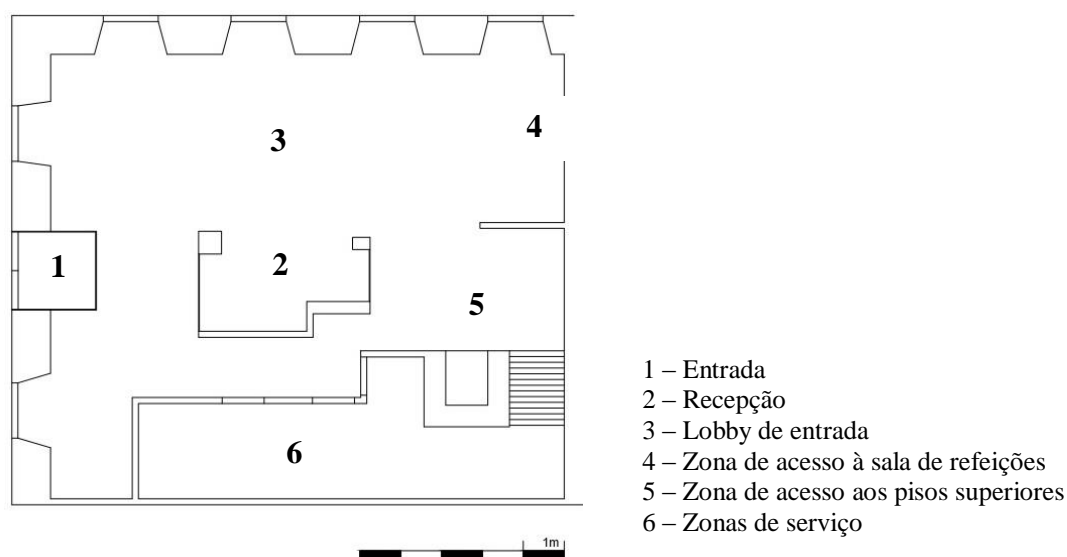 3
4
1
2
5
6
1 – Entrada
2 – Recepção
3 – Lobby de entrada
4 – Zona de acesso à sala de refeições
5 – Zona de acesso aos pisos superiores
6 – Zonas de serviço
1m